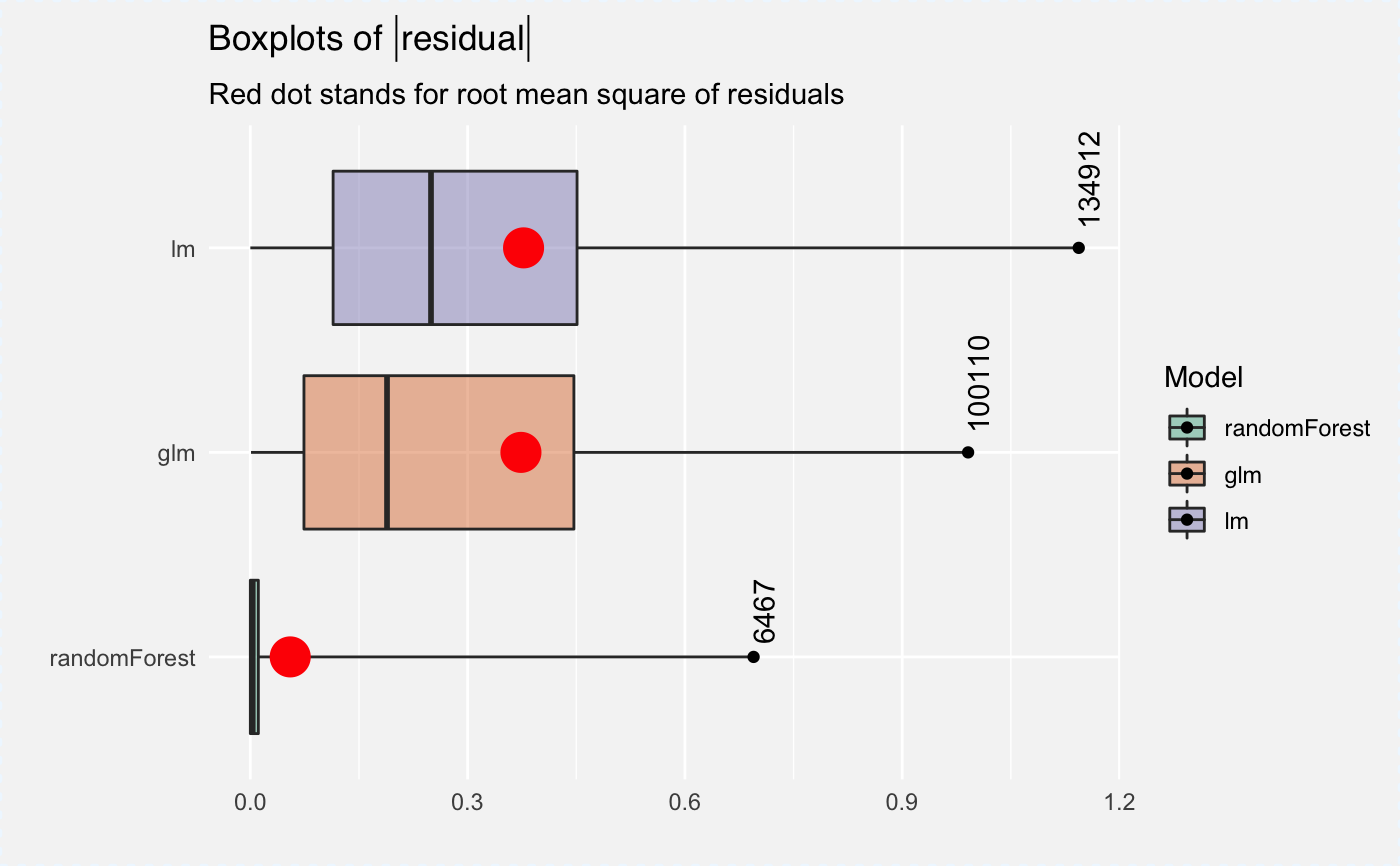 Boxplots of |residual|
Red dot stands for root mean square of residuals
134912
lm
100110
glm
6467
randomForest
0.0 0.3 0.6 0.9 1.2
Model
randomForest
glm
lm